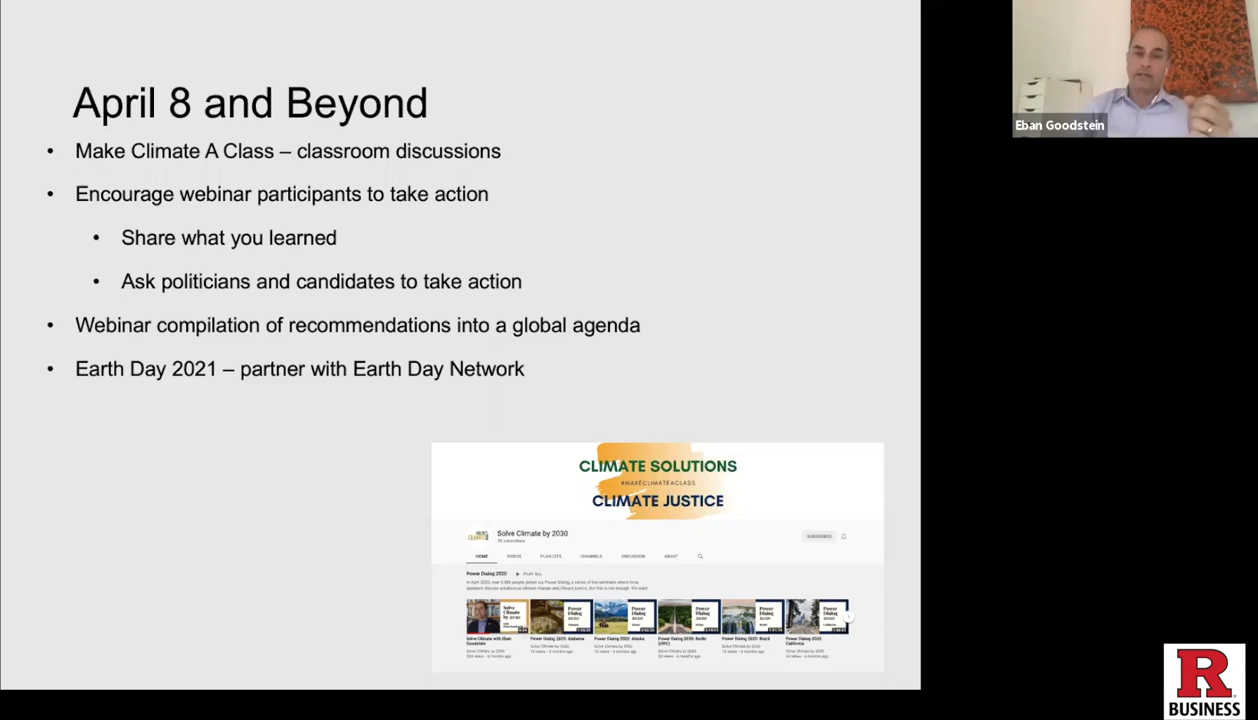 April 8 and Beyond
• Make Climate A Class – classroom discussions
• Encourage webinar participants to take action
• Share what you learned
• Ask politicians and candidates to take action
• Webinar compilation of recommendations into a global agenda
• Earth Day 2021 – partner with Earth Day Network
Eban Goodstein
CLIMATE SOLUTIONS
#MAKECLIMATEACLASS
CLIMATE JUSTICE
Solve Climate by 2030
SUBSCRIBED
HOME VIDEOS PLAYLISTS CHANNELS DISCUSSION ABOUT
Power Dialog 2020 PLAY ALL
Solve Climate with Eban Goodstein
Power Dialog 2020: Alabama
Power Dialog 2020: Alaska
Power Dialog 2020: Berlin
Power Dialog 2020: Brazil
Power Dialog 2020: California
R
BUSINESS